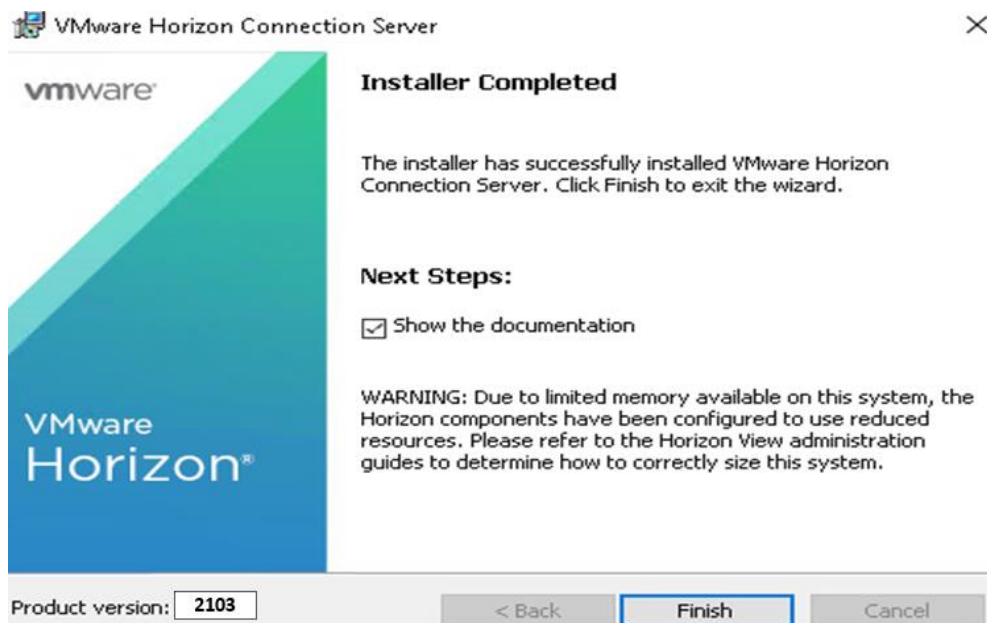 VMware Horizon Connection Server
vmware
Installer Completed
The installer has successfully installed VMware Horizon
Connection Server. Click Finish to exit the wizard.
Next Steps:
Show the documentation
WARNING: Due to limited memory available on this system, the
Horizon components have been configured to use reduced
resources. Please refer to the Horizon View administration
guides to determine how to correctly size this system.
VMware
Horizon®
Product version: 2103
< Back
Finish
Cancel